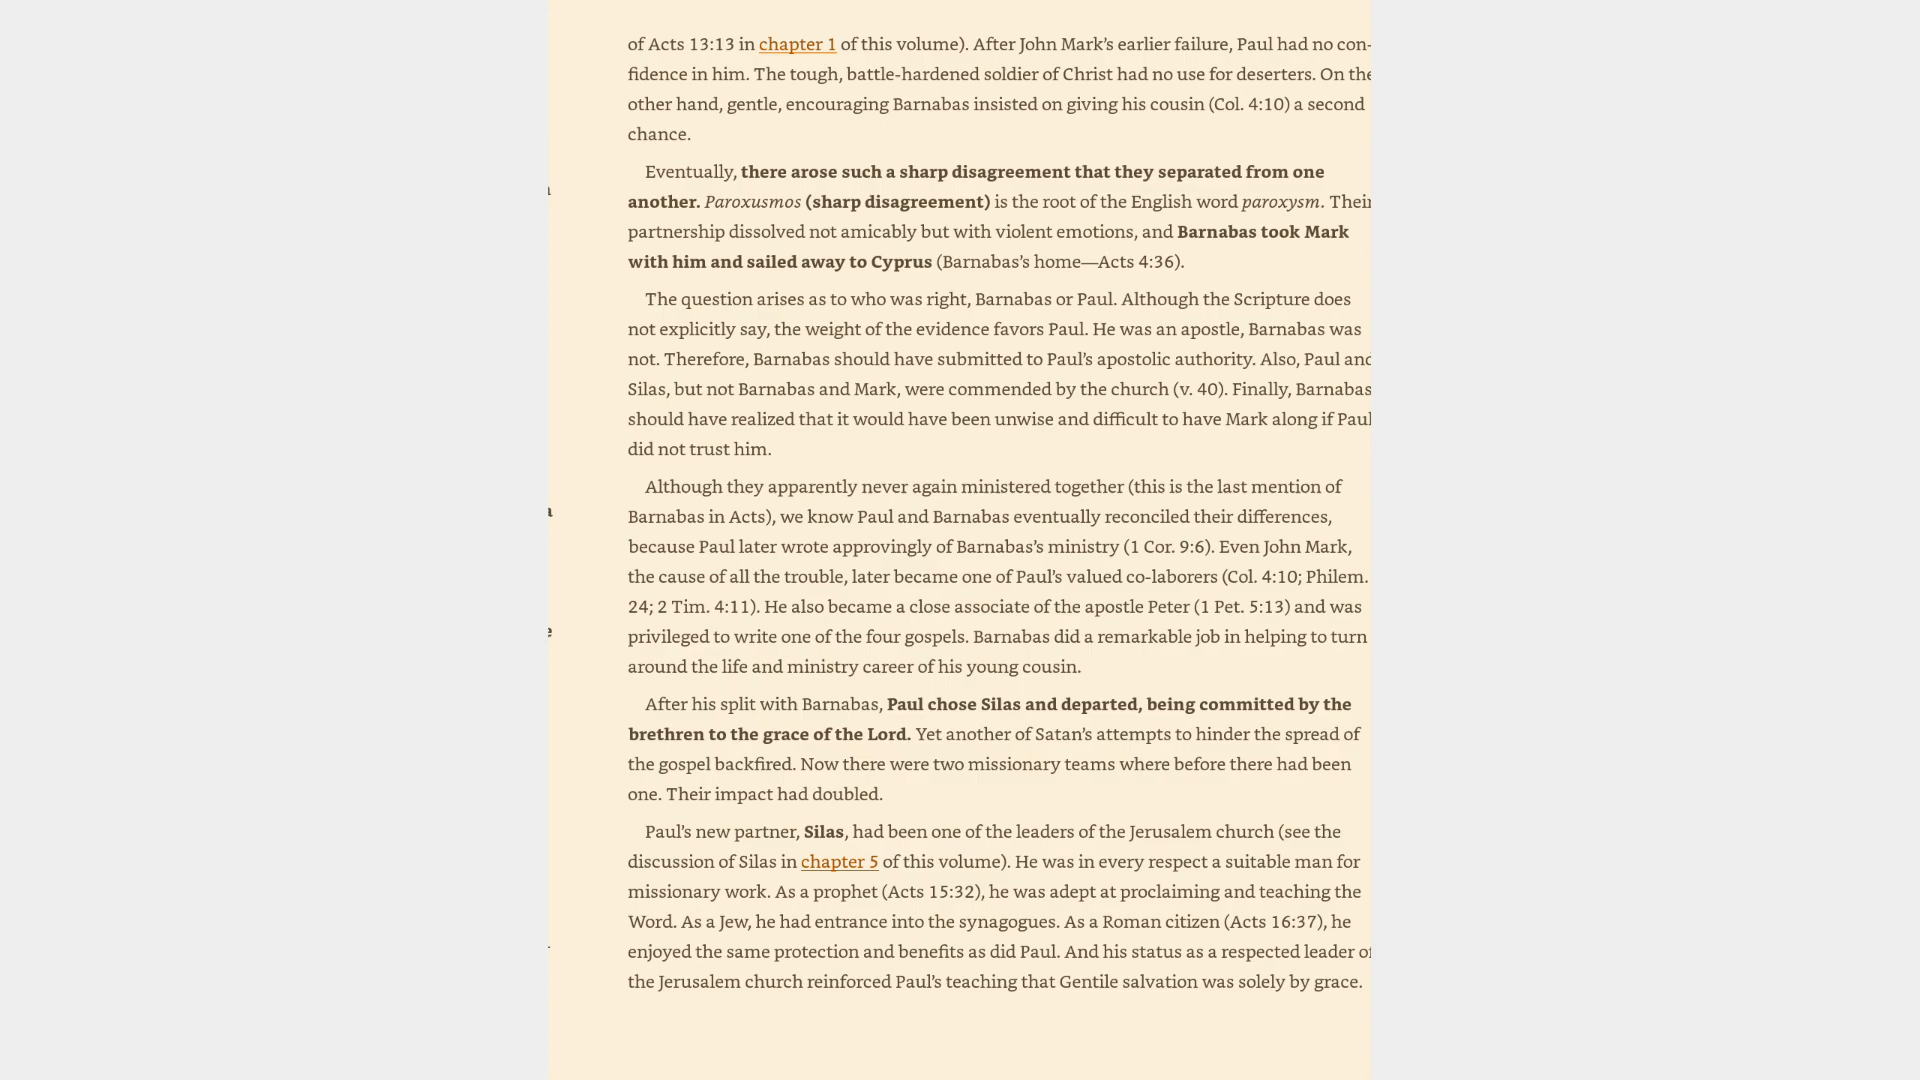 of Acts 13:13 in chapter 1 of this volume). After John Mark’s earlier failure, Paul had no con-
fidence in him. The tough, battle-hardened soldier of Christ had no use for deserters. On the
other hand, gentle, encouraging Barnabas insisted on giving his cousin (Col. 4:10) a second
chance.
Eventually, there arose such a sharp disagreement that they separated from one
another. Paroxusmos (sharp disagreement) is the root of the English word paroxysm. Their
partnership dissolved not amicably but with violent emotions, and Barnabas took Mark
with him and sailed away to Cyprus (Barnabas’s home—Acts 4:36).
The question arises as to who was right, Barnabas or Paul. Although the Scripture does
not explicitly say, the weight of the evidence favors Paul. He was an apostle, Barnabas was
not. Therefore, Barnabas should have submitted to Paul’s apostolic authority. Also, Paul and
Silas, but not Barnabas and Mark, were commended by the church (v. 40). Finally, Barnabas
should have realized that it would have been unwise and difficult to have Mark along if Paul
did not trust him.
Although they apparently never again ministered together (this is the last mention of
Barnabas in Acts), we know Paul and Barnabas eventually reconciled their differences,
because Paul later wrote approvingly of Barnabas’s ministry (1 Cor. 9:6). Even John Mark,
the cause of all the trouble, later became one of Paul’s valued co-laborers (Col. 4:10; Philem.
24; 2 Tim. 4:11). He also became a close associate of the apostle Peter (1 Pet. 5:13) and was
privileged to write one of the four gospels. Barnabas did a remarkable job in helping to turn
around the life and ministry career of his young cousin.
After his split with Barnabas, Paul chose Silas and departed, being committed by the
brethren to the grace of the Lord. Yet another of Satan’s attempts to hinder the spread of
the gospel backfired. Now there were two missionary teams where before there had been
one. Their impact had doubled.
Paul’s new partner, Silas, had been one of the leaders of the Jerusalem church (see the
discussion of Silas in chapter 5 of this volume). He was in every respect a suitable man for
missionary work. As a prophet (Acts 15:32), he was adept at proclaiming and teaching the
Word. As a Jew, he had entrance into the synagogues. As a Roman citizen (Acts 16:37), he
enjoyed the same protection and benefits as did Paul. And his status as a respected leader of
the Jerusalem church reinforced Paul’s teaching that Gentile salvation was solely by grace.